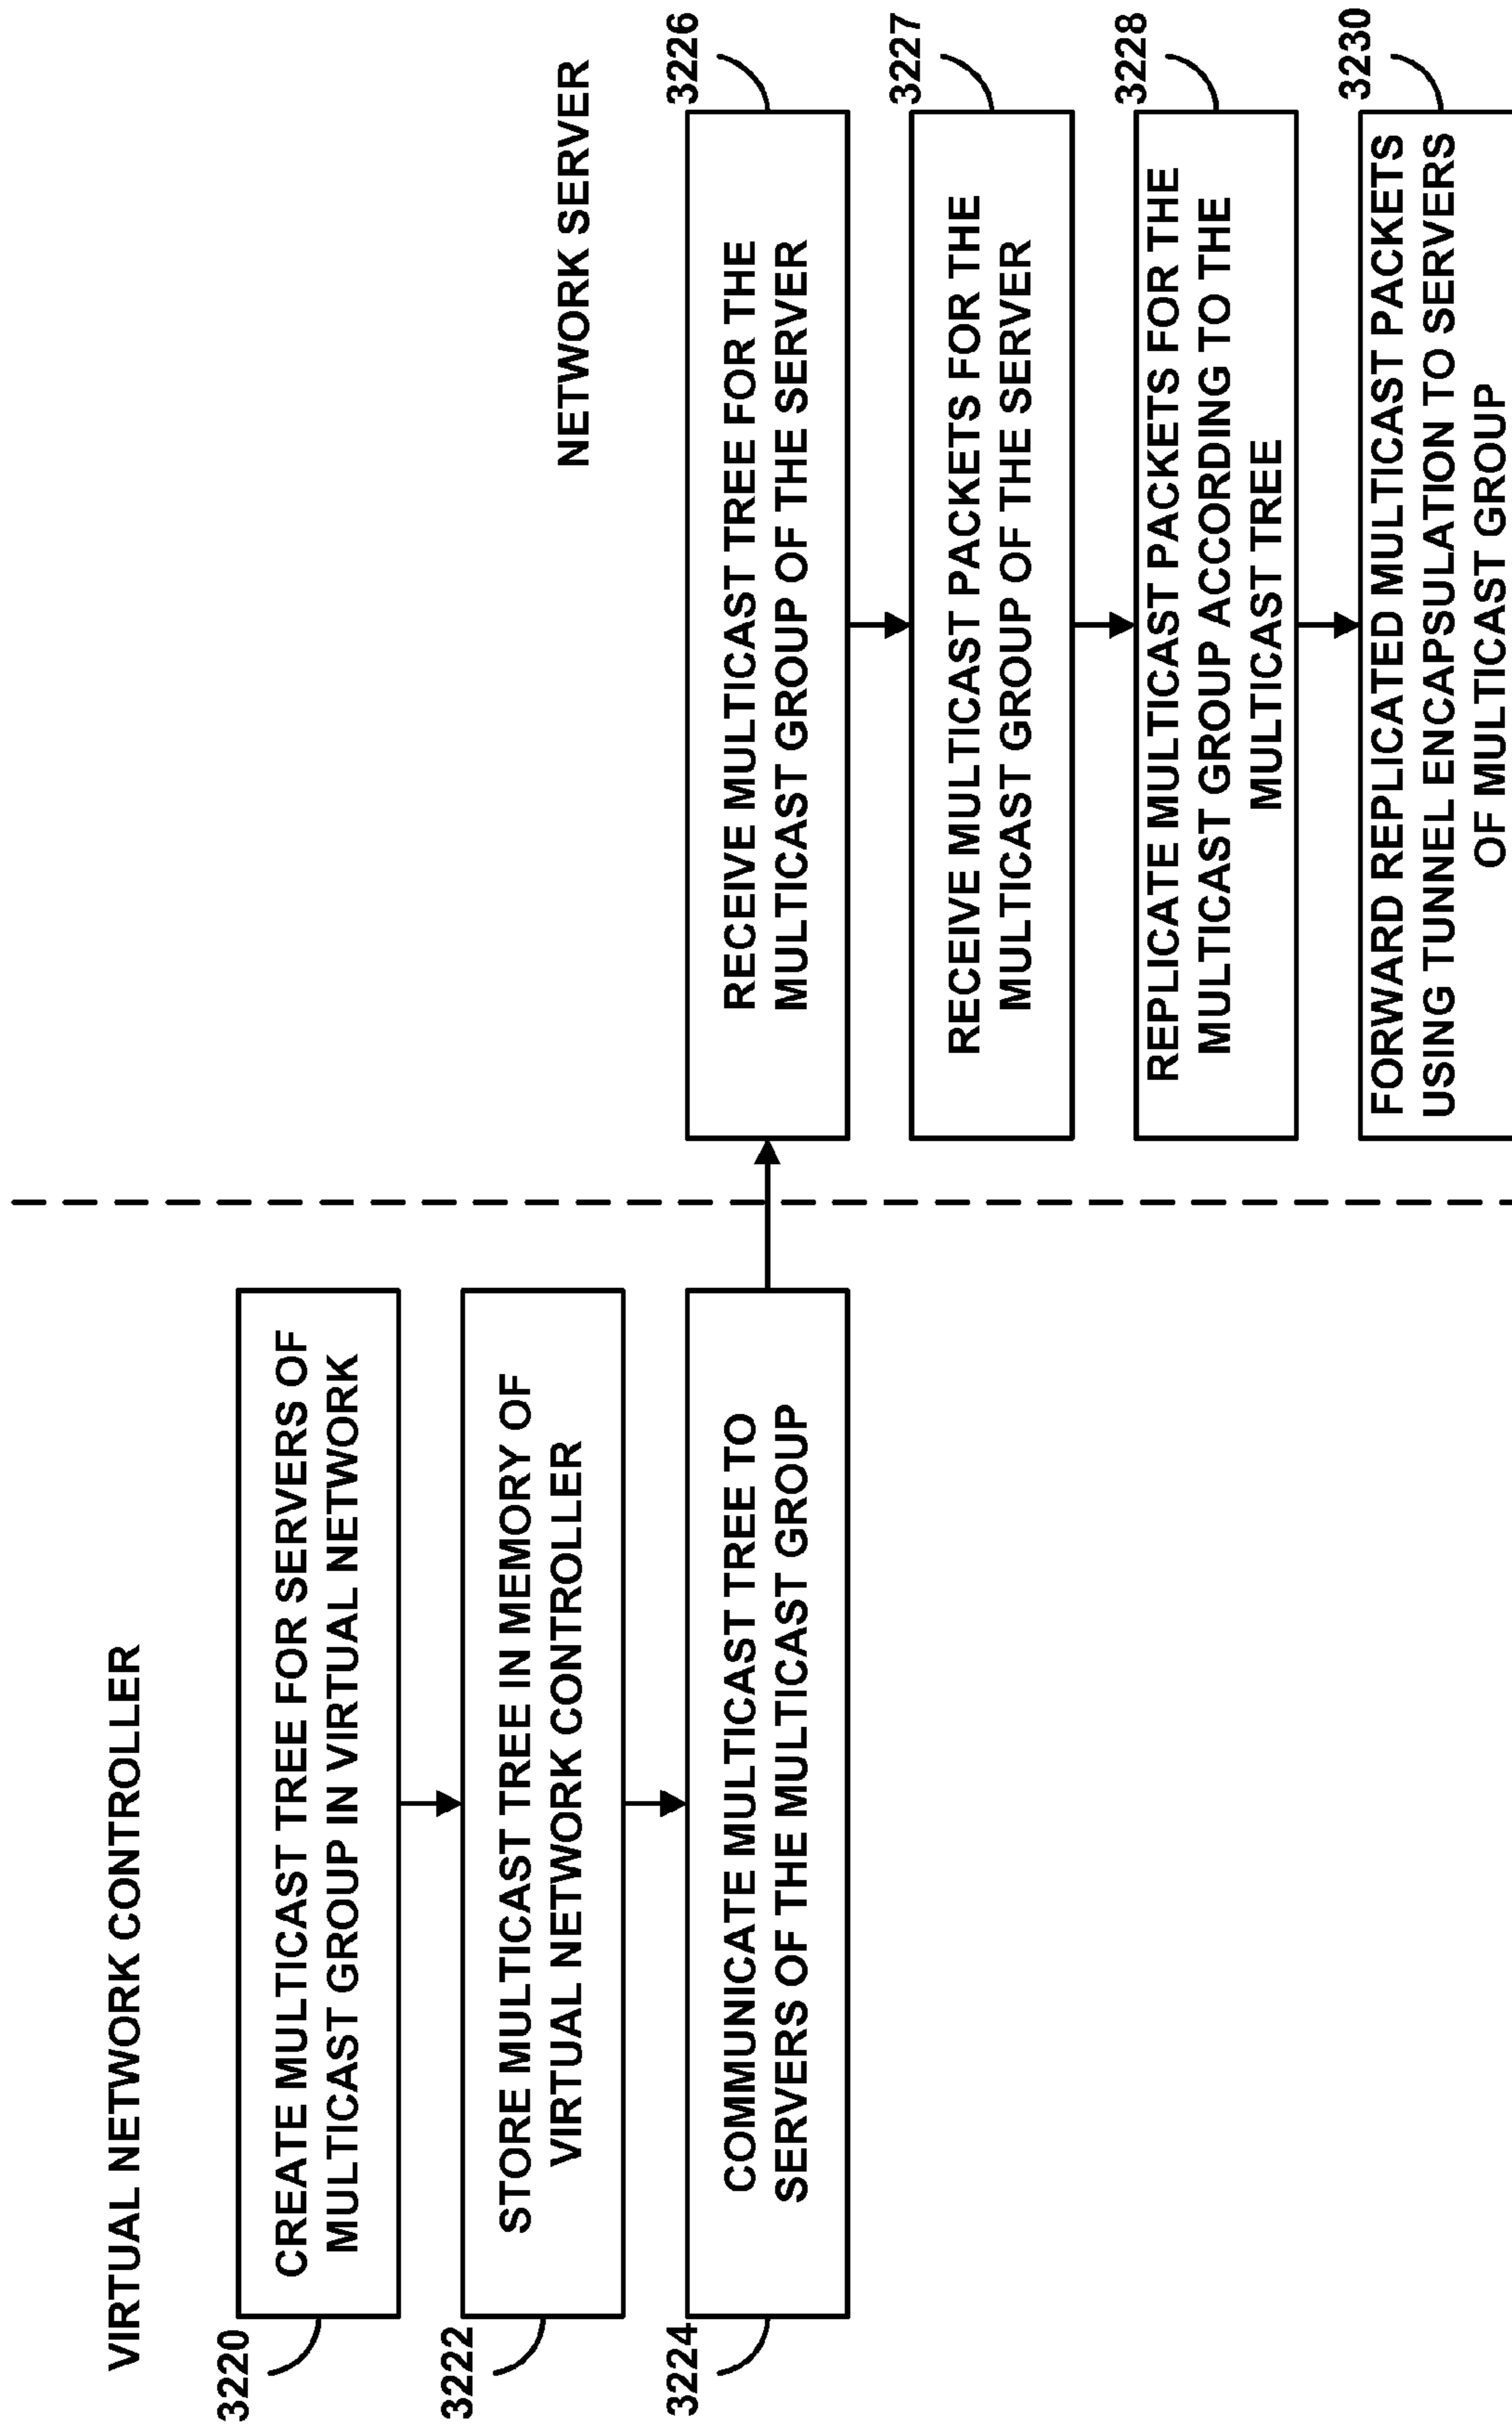 VIRTUAL NETWORK CONTROLLER
3220
CREATE MULTICAST TREE FOR SERVERS OF
MULTICAST GROUP IN VIRTUAL NETWORK
3222
STORE MULTICAST TREE IN MEMORY OF
VIRTUAL NETWORK CONTROLLER
3224
COMMUNICATE MULTICAST TREE TO
SERVERS OF THE MULTICAST GROUP
NETWORK SERVER
3226
RECEIVE MULTICAST TREE FOR THE
MULTICAST GROUP OF THE SERVER
3227
RECEIVE MULTICAST PACKETS FOR THE
MULTICAST GROUP OF THE SERVER
3228
REPLICATE MULTICAST PACKETS FOR THE
MULTICAST GROUP ACCORDING TO THE
MULTICAST TREE
3230
FORWARD REPLICATED MULTICAST PACKETS
USING TUNNEL ENCAPSULATION TO SERVERS
OF MULTICAST GROUP